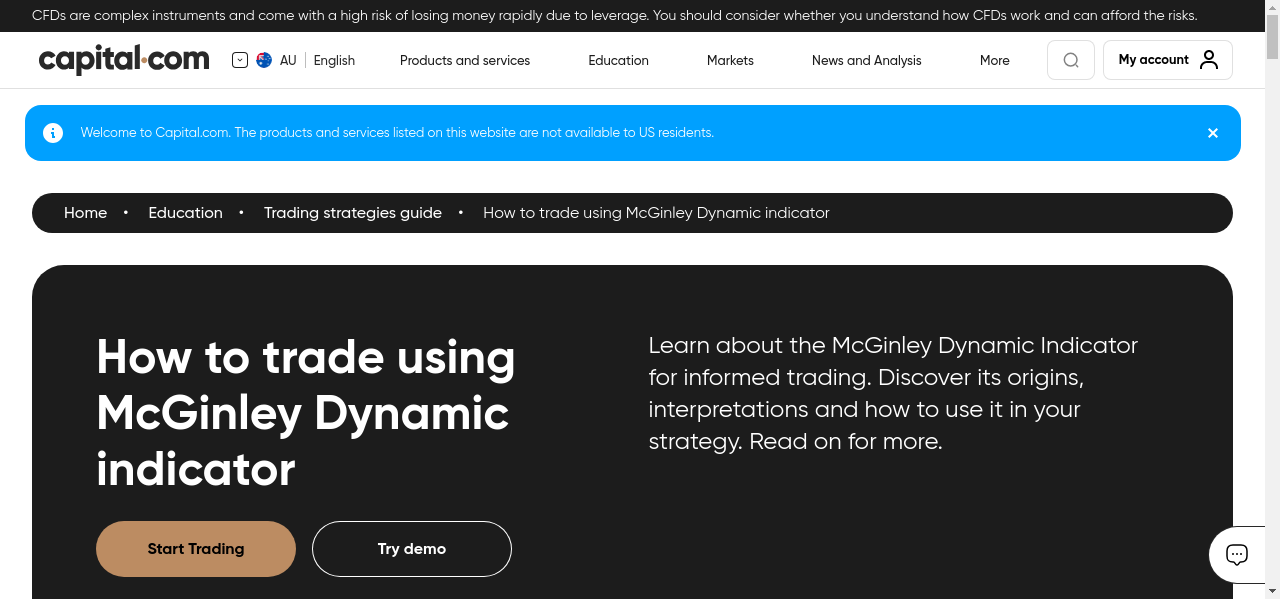 CFDs are complex instruments and come with a high risk of losing money rapidly due to leverage. You should consider whether you understand how CFDs work and can afford the risks.
capital.com
AU English
Products and services
Education
Markets
News and Analysis
More
My account
Welcome to Capital.com. The products and services listed on this website are not available to US residents.
Home • Education • Trading strategies guide • How to trade using McGinley Dynamic indicator
How to trade using
McGinley Dynamic
indicator
Learn about the McGinley Dynamic Indicator
for informed trading. Discover its origins,
interpretations and how to use it in your
strategy. Read on for more.
Start Trading
Try demo